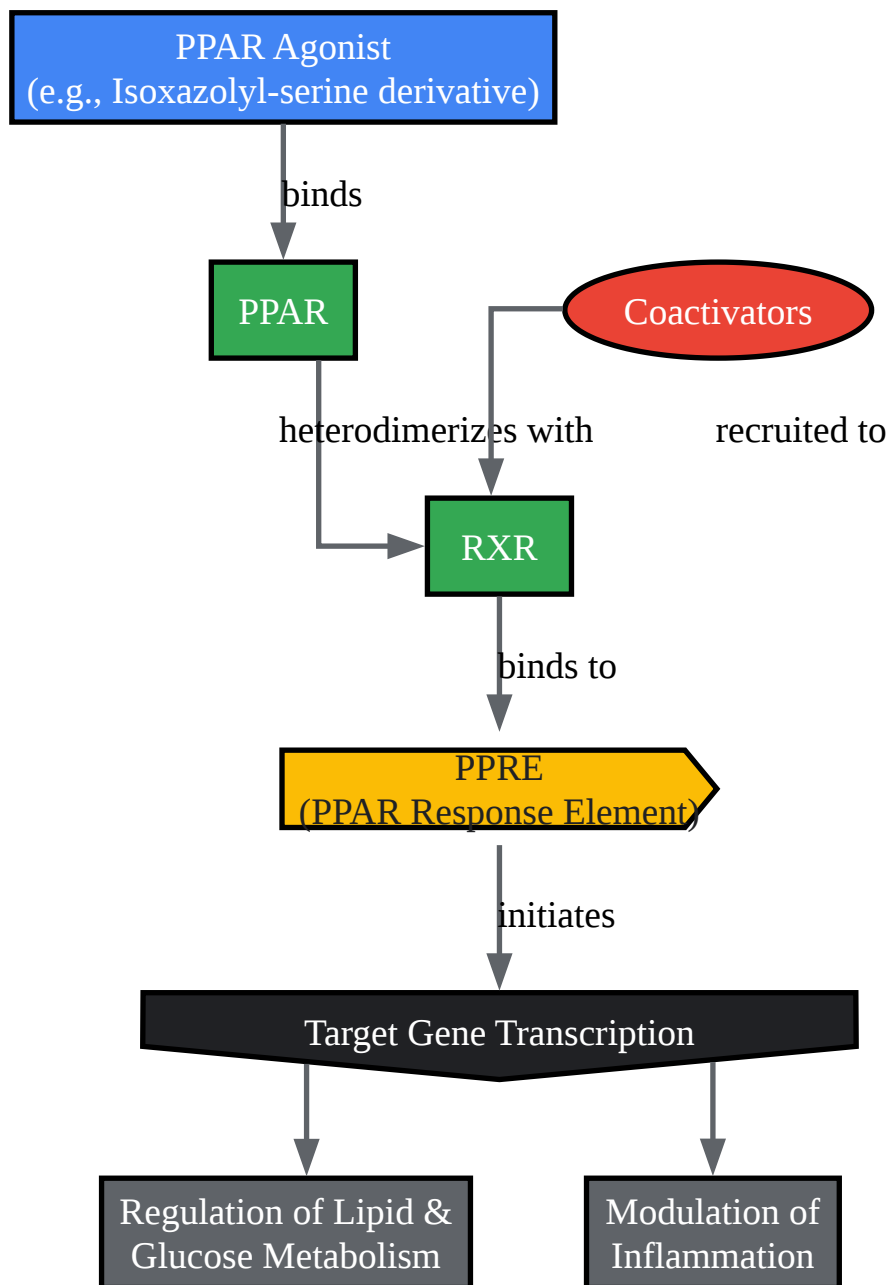 PPAR Agonist
(e.g., Isoxazolyl-serine derivative)
binds
PPAR
Coactivators
heterodimerizes with
recruited to
RXR
binds to
PPRE
(PPAR Response Element)
initiates
Target Gene Transcription
Regulation of Lipid &
Glucose Metabolism
Modulation of
Inflammation